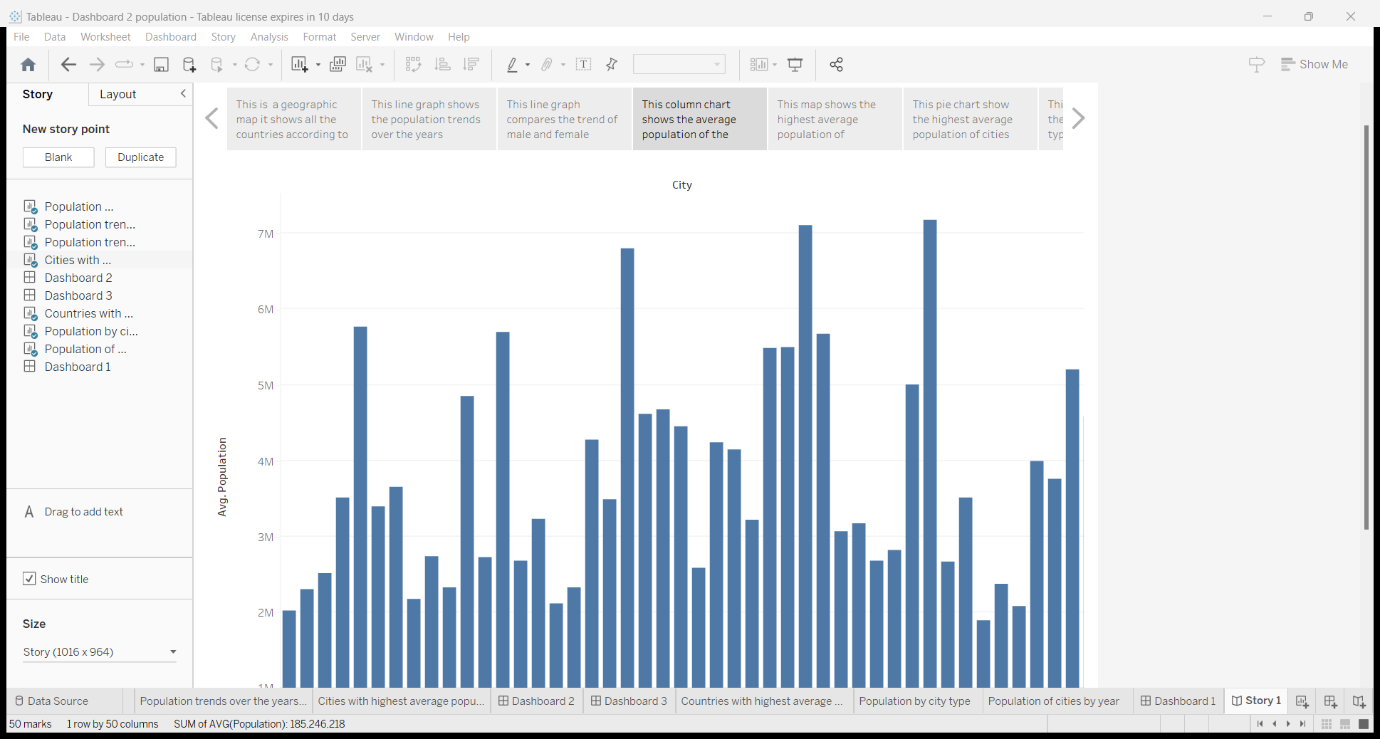 Tableau - Dashboard 2 population - Tableau license expires in 10 days
File Data Worksheet Dashboard Story Analysis Format Server Window Help
Show Me
Story Layout
New story point
Blank Duplicate
Population ...
Population tren...
Population tren...
Cities with ...
Dashboard 2
Dashboard 3
Countries with ...
Population by ci...
Population of ...
Dashboard 1
A Drag to add text
Show title
Size
Story (1016 x 964)
This is a geographic
map it shows all the
countries according to
This line graph shows
the population trends
over the years
This line graph
compares the trend of
male and female
This column chart
shows the average
population of the
This map shows the
highest average
population of
This pie chart show
the highest average
population of cities
Thi
the
typ
City
7M
6M
5M
4M
3M
2M
1M
Avg. Population
Data Source Population trends over the years... Cities with highest average popu... Dashboard 2 Dashboard 3 Countries with highest average ... Population by city type Population of cities by year Dashboard 1 Story 1
50 marks 1 row by 50 columns SUM of AVG(Population): 185,246,218